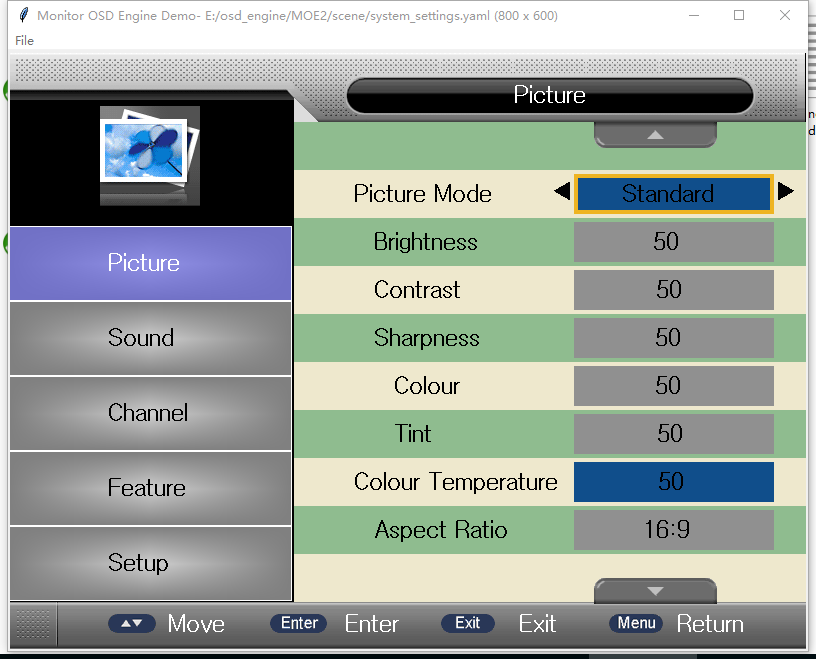 Monitor OSD Engine Demo- E:/osd_engine/MOE2/scene/system_settings.yaml (800 x 600)
File
Picture
Picture Mode Standard
Picture
Brightness 50
Contrast 50
Sound
Sharpness 50
Colour 50
Channel
Tint 50
Feature
Colour Temperature 50
Aspect Ratio 16:9
Setup
Move Enter Enter Exit Exit Menu Return